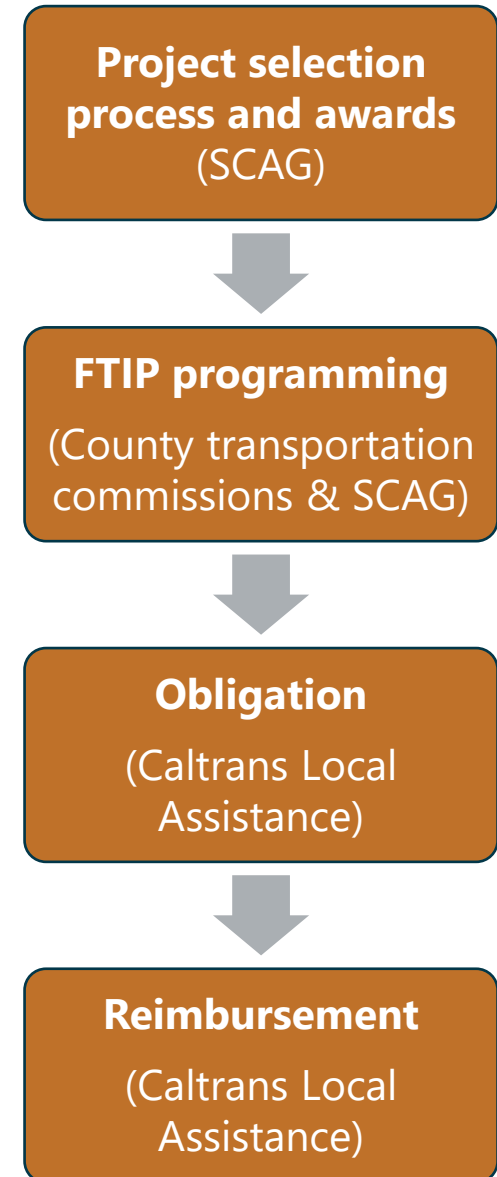 Project selection
process and awards
(SCAG)
FTIP programming
(County transportation
commissions & SCAG)
Obligation
(Caltrans Local
Assistance)
Reimbursement
(Caltrans Local
Assistance)